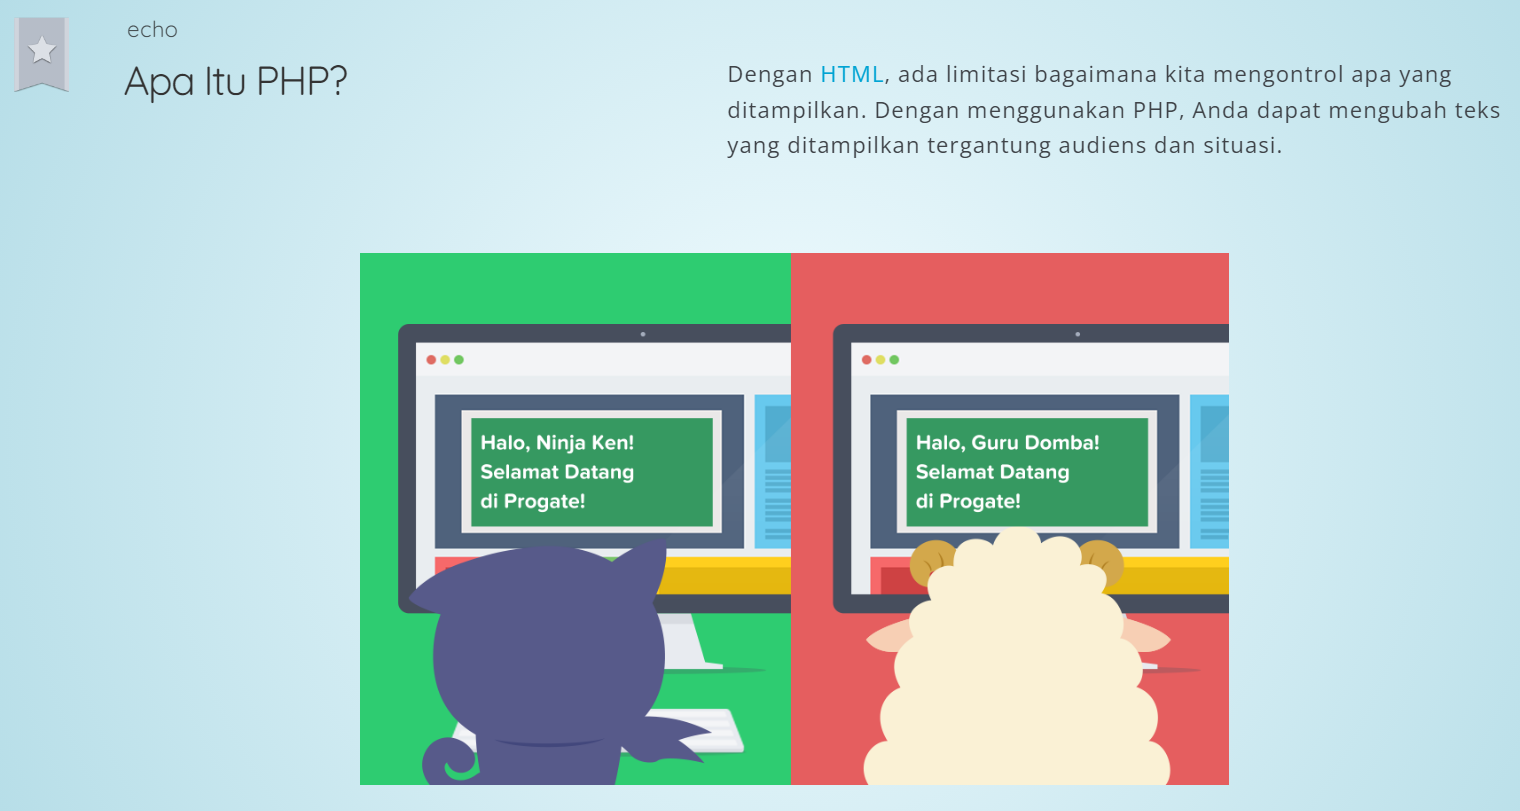 echo
Apa Itu PHP?
Dengan HTML, ada limitasi bagaimana kita mengontrol apa yang
ditampilkan. Dengan menggunakan PHP, Anda dapat mengubah teks
yang ditampilkan tergantung audiens dan situasi.
Halo, Ninja Ken!
Selamat Datang
di Progate!
Halo, Guru Domba!
Selamat Datang
di Progate!